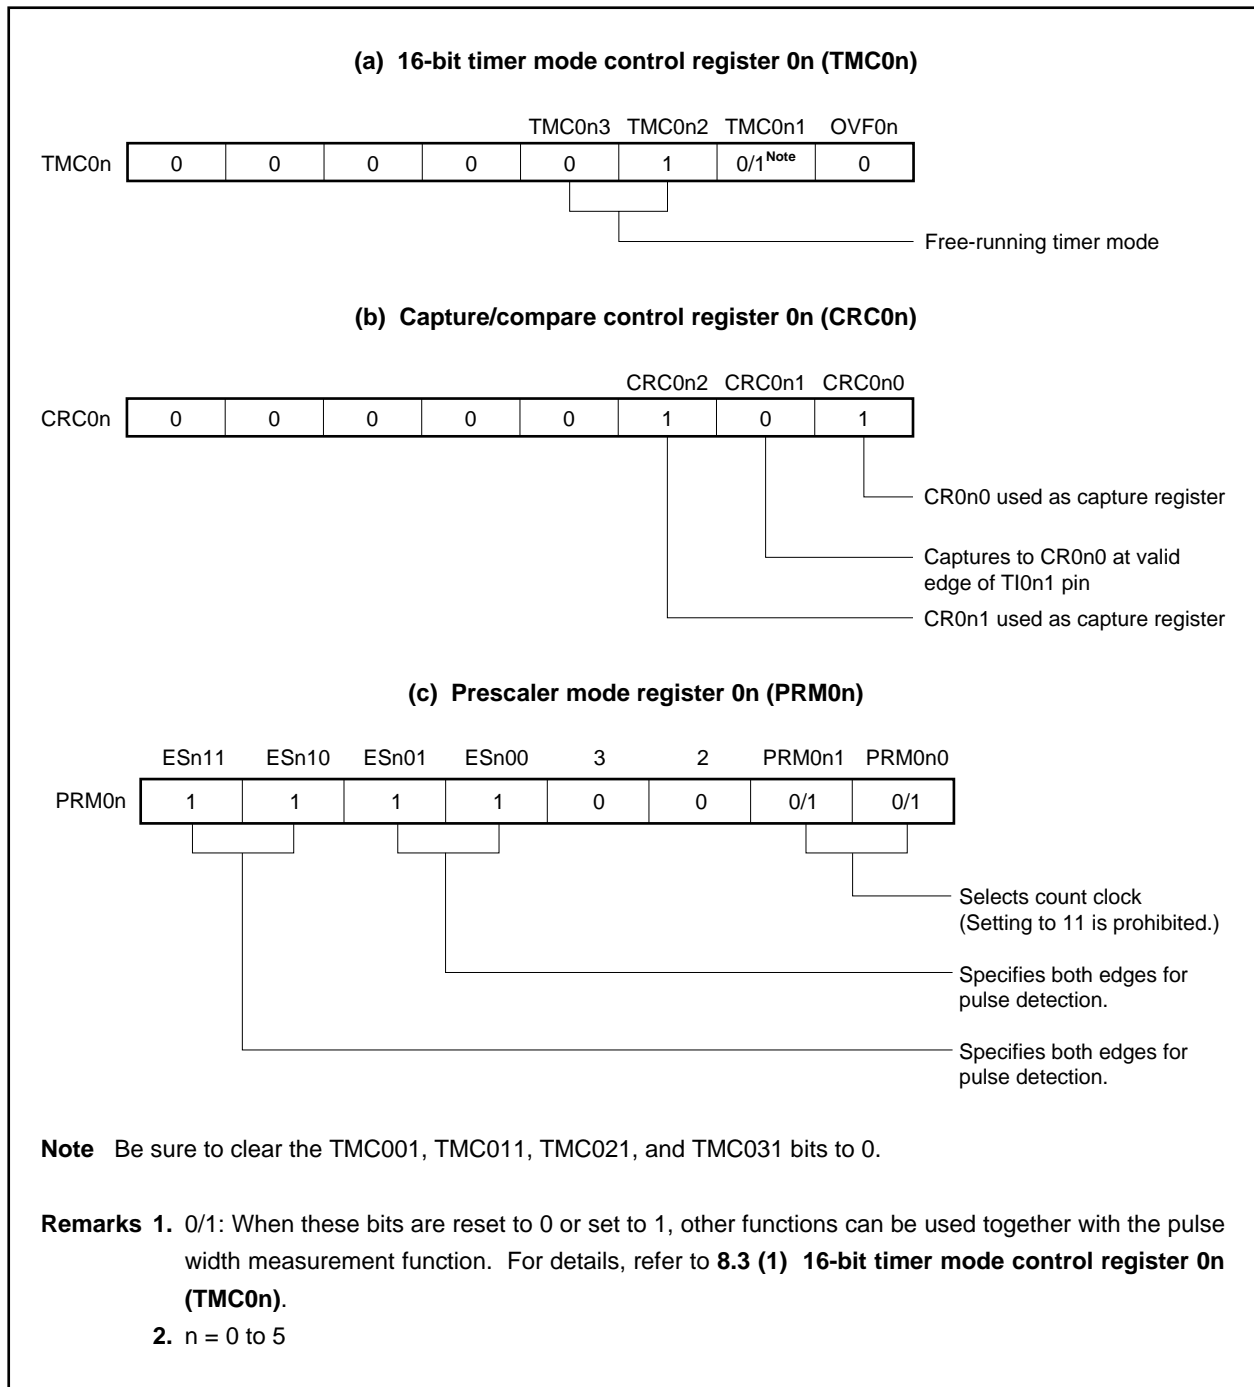 (a) 16-bit timer mode control register 0n (TMC0n)
TMC0n3 TMC0n2 TMC0n1 OVF0n
TMC0n 0 0 0 0 0 1 0/1Note 0
Free-running timer mode
(b) Capture/compare control register 0n (CRC0n)
CRC0n2 CRC0n1 CRC0n0
CRC0n 0 0 0 0 0 1 0 1
CR0n0 used as capture register
Captures to CR0n0 at valid
edge of TI0n1 pin
CR0n1 used as capture register
(c) Prescaler mode register 0n (PRM0n)
ESn11 ESn10 ESn01 ESn00 3 2 PRM0n1 PRM0n0
PRM0n 1 1 1 1 0 0 0/1 0/1
Selects count clock
(Setting to 11 is prohibited.)
Specifies both edges for
pulse detection.
Specifies both edges for
pulse detection.
Note Be sure to clear the TMC001, TMC011, TMC021, and TMC031 bits to 0.
Remarks 1. 0/1: When these bits are reset to 0 or set to 1, other functions can be used together with the pulse
width measurement function. For details, refer to 8.3 (1) 16-bit timer mode control register 0n
(TMC0n).
2. n = 0 to 5